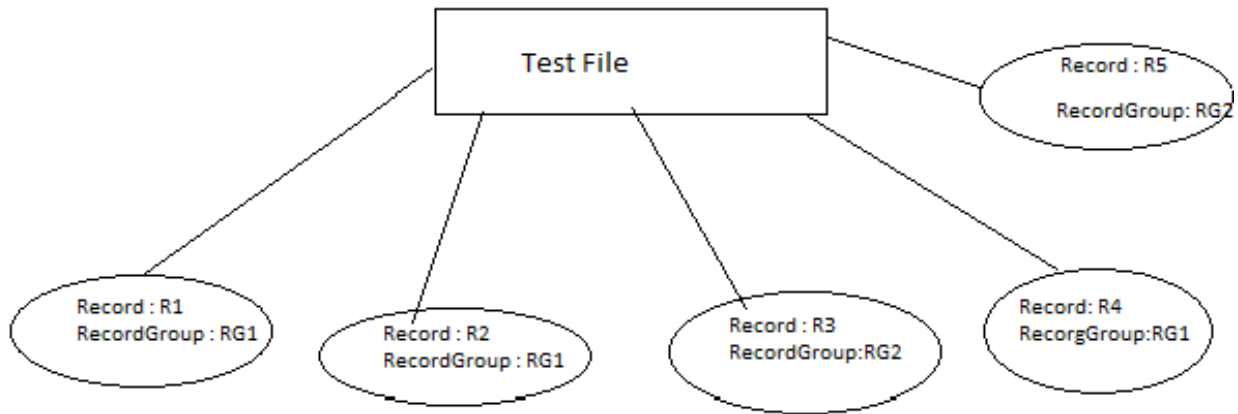 Test File
Record : R5
RecordGroup: RG2
Record : R1
RecordGroup : RG1
Record : R2
RecordGroup : RG1
Record : R3
RecordGroup:RG2
Record: R4
RecorgGroup:RG1